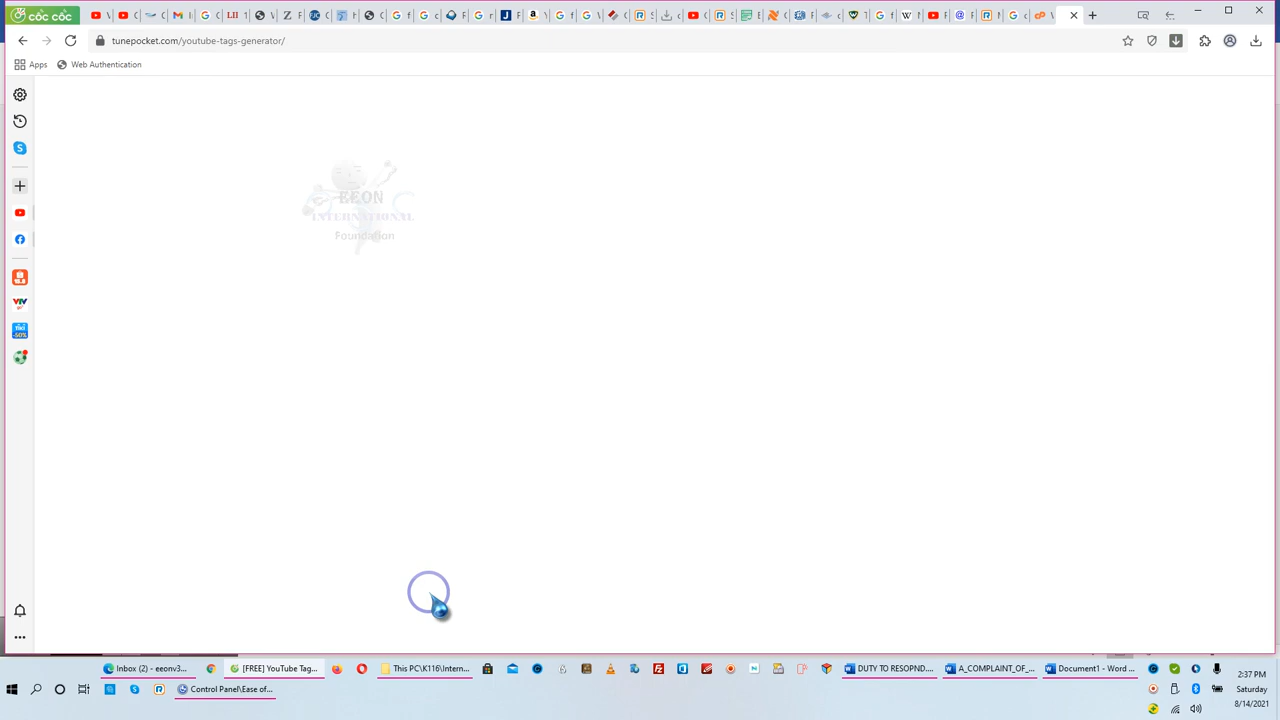 cốc cốc
tunepocket.com/youtube-tags-generator/
Apps
Web Authentication
EEON
INTERNATIONAL
Foundation
Inbox (2) - eeonv3...
[FREE] YouTube Tag...
This PC\K116\Intern...
DUTY TO RESOPND....
A_COMPLAINT_OF_...
Document1 - Word ...
Control Panel\Ease of...
2:37 PM
Saturday
8/14/2021